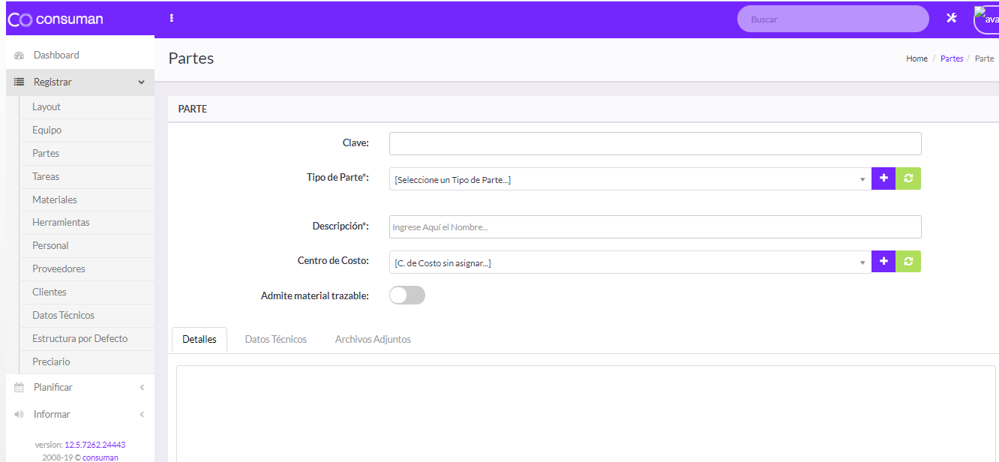 consuman
Buscar
ava
Dashboard
Registrar
Layout
Equipo
Partes
Tareas
Materiales
Herramientas
Personal
Proveedores
Clientes
Datos Técnicos
Estructura por Defecto
Preciario
Planificar
Informar
version: 12.5.7262.24443
2008-19 © consuman
Partes
Home / Partes / Parte
PARTE
Clave:
Tipo de Parte*: [Seleccione un Tipo de Parte...]
Descripción*: Ingrese Aquí el Nombre...
Centro de Costo: [C. de Costo sin asignar...]
Admite material trazable:
Detalles Datos Técnicos Archivos Adjuntos